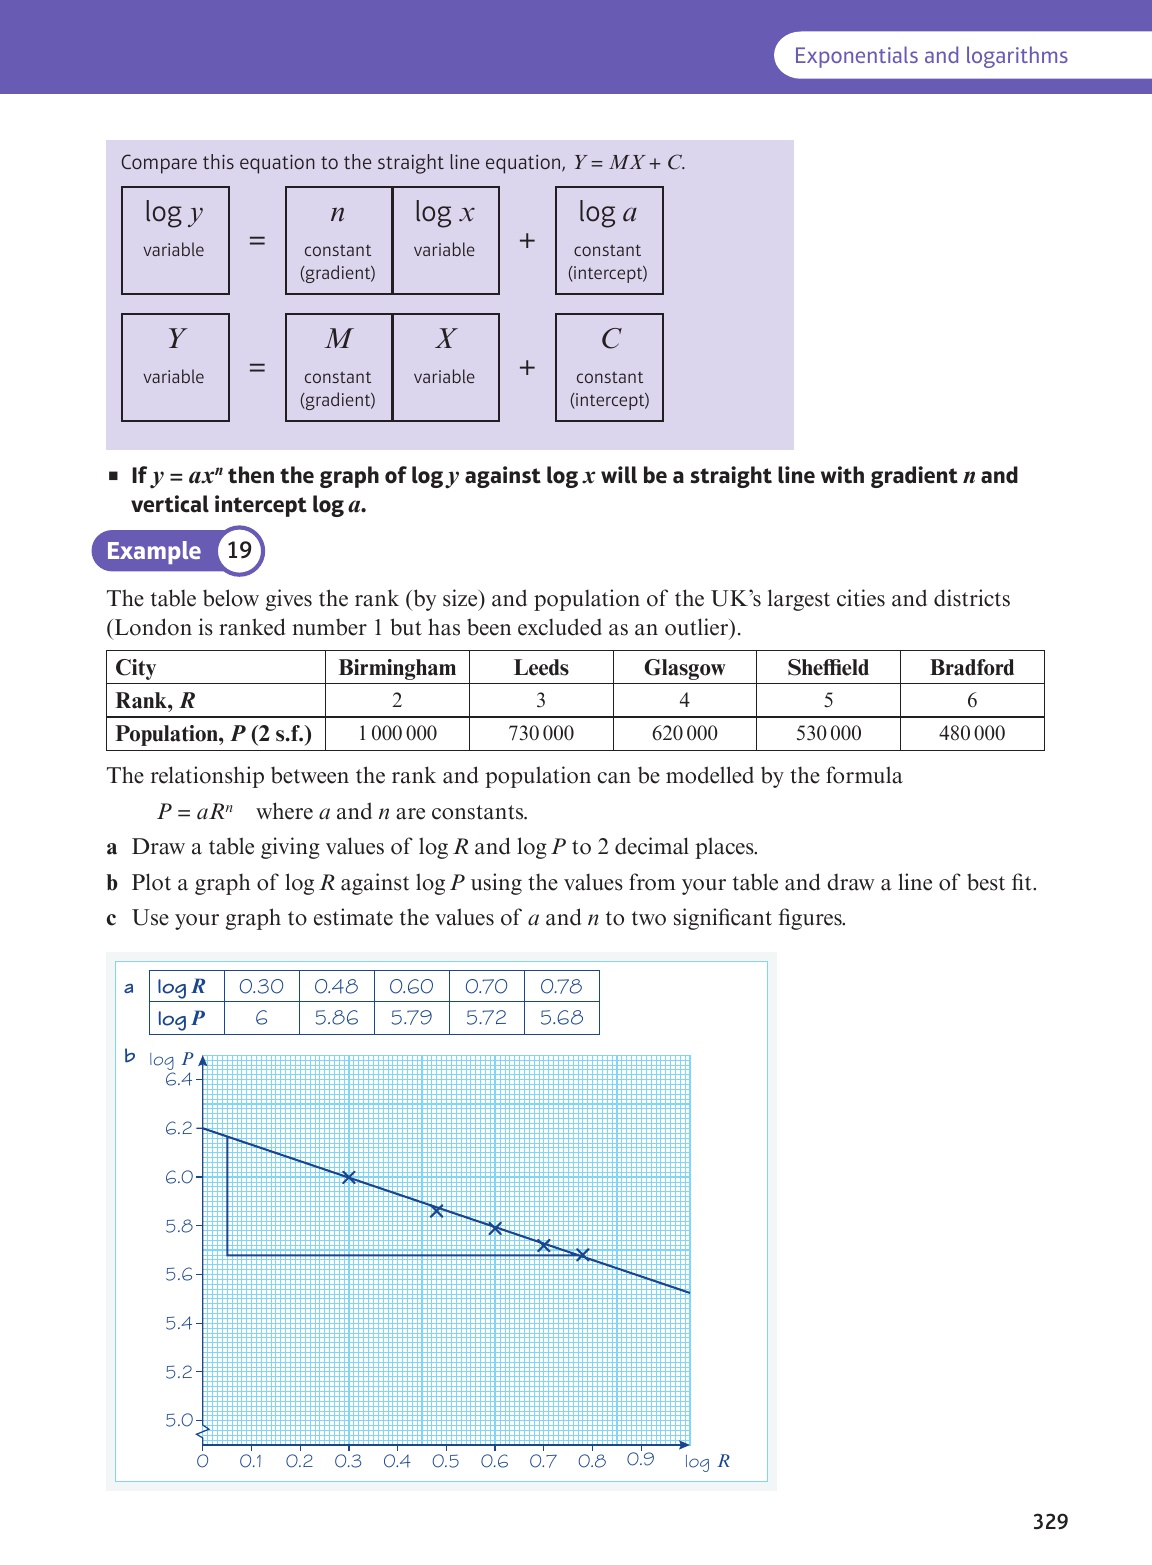 Exponentials and logarithms
Compare this equation to the straight line equation, Y = MX + C.
log y = n log x + log a
variable constant variable constant
(gradient) (intercept)
Y = M X + C
variable constant variable constant
(gradient) (intercept)
▪ If y = axⁿ then the graph of log y against log x will be a straight line with gradient n and
vertical intercept log a.
Example 19
The table below gives the rank (by size) and population of the UK’s largest cities and districts
(London is ranked number 1 but has been excluded as an outlier).
City Birmingham Leeds Glasgow Sheffield Bradford
Rank, R 2 3 4 5 6
Population, P (2 s.f.) 1 000 000 730 000 620 000 530 000 480 000
The relationship between the rank and population can be modelled by the formula
P = aRⁿ where a and n are constants.
a Draw a table giving values of log R and log P to 2 decimal places.
b Plot a graph of log R against log P using the values from your table and draw a line of best fit.
c Use your graph to estimate the values of a and n to two significant figures.
a log R 0.30 0.48 0.60 0.70 0.78
log P 6 5.86 5.79 5.72 5.68
b log P
6.4
6.2
6.0
5.8
5.6
5.4
5.2
5.0
0 0.1 0.2 0.3 0.4 0.5 0.6 0.7 0.8 0.9 log R
329